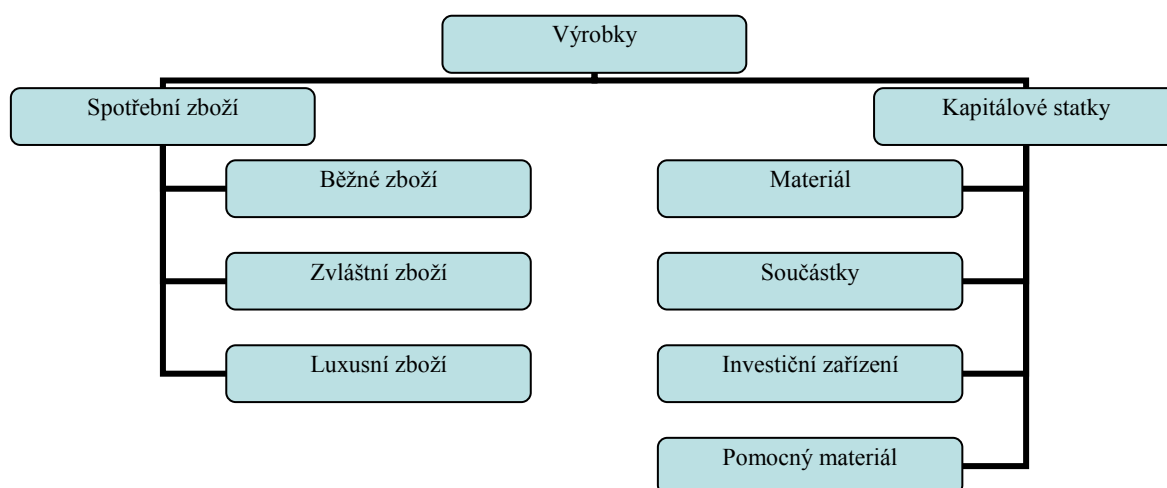 Výrobky
Spotřební zboží
Kapitálové statky
Běžné zboží
Materiál
Zvláštní zboží
Součástky
Luxusní zboží
Investiční zařízení
Pomocný materiál